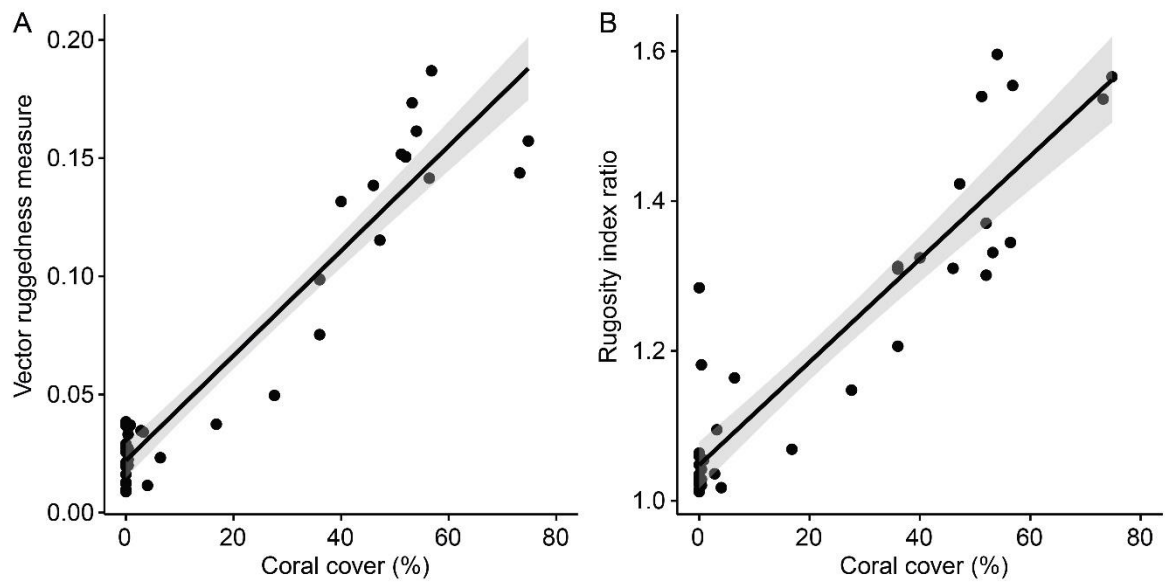 A
Vector ruggedness measure
0.20
0.15
0.10
0.05
0.00
0 20 40 60 80
Coral cover (%)
B
Rugosity index ratio
1.6
1.4
1.2
1.0
0 20 40 60 80
Coral cover (%)